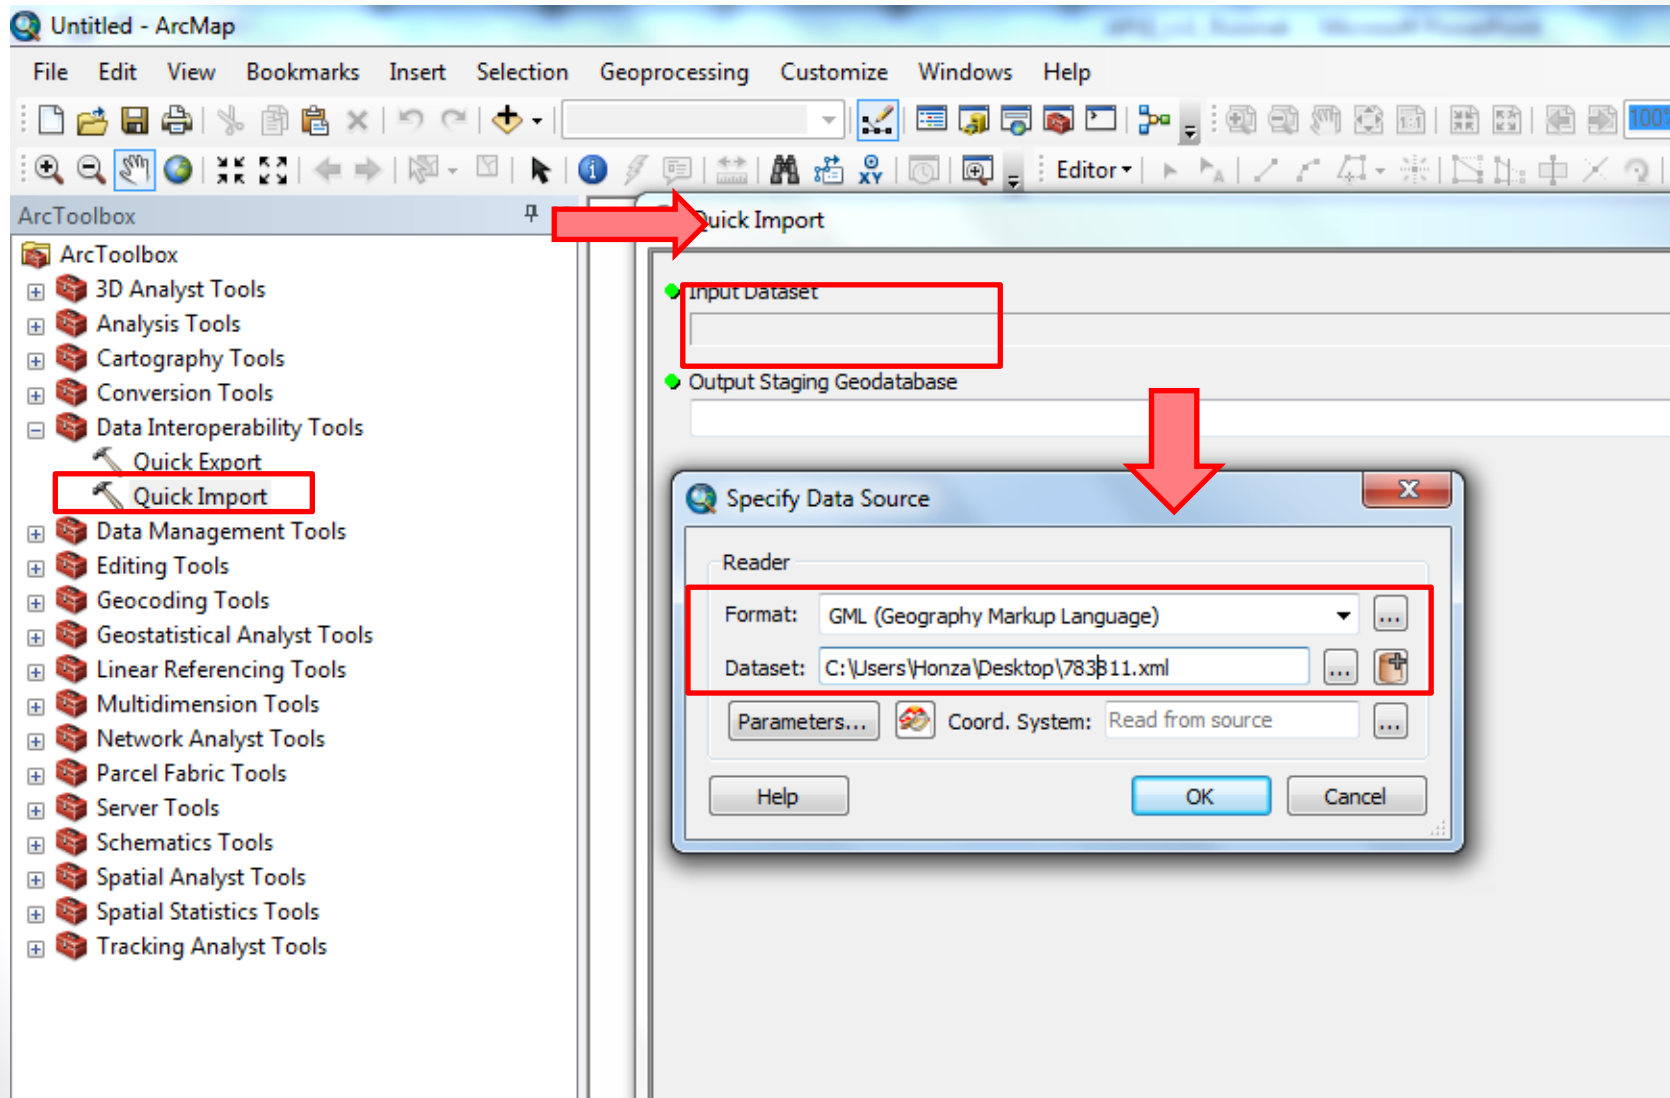 Untitled - ArcMap
File Edit View Bookmarks Insert Selection Geoprocessing Customize Windows Help
1:1 100%
XY Editor
ArcToolbox
Quick Import
ArcToolbox
3D Analyst Tools
Analysis Tools
Cartography Tools
Conversion Tools
Data Interoperability Tools
Quick Export
Quick Import
Data Management Tools
Editing Tools
Geocoding Tools
Geostatistical Analyst Tools
Linear Referencing Tools
Multidimension Tools
Network Analyst Tools
Parcel Fabric Tools
Server Tools
Schematics Tools
Spatial Analyst Tools
Spatial Statistics Tools
Tracking Analyst Tools
Input Dataset
Output Staging Geodatabase
Specify Data Source
Reader
Format: GML (Geography Markup Language) ...
Dataset: C:\Users\Honza\Desktop\783811.xml ...
Parameters... Coord. System: Read from source ...
Help OK Cancel